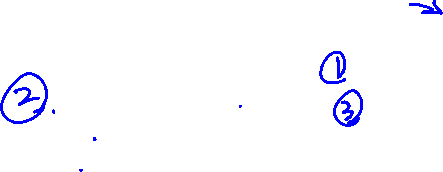 →
①
② ③